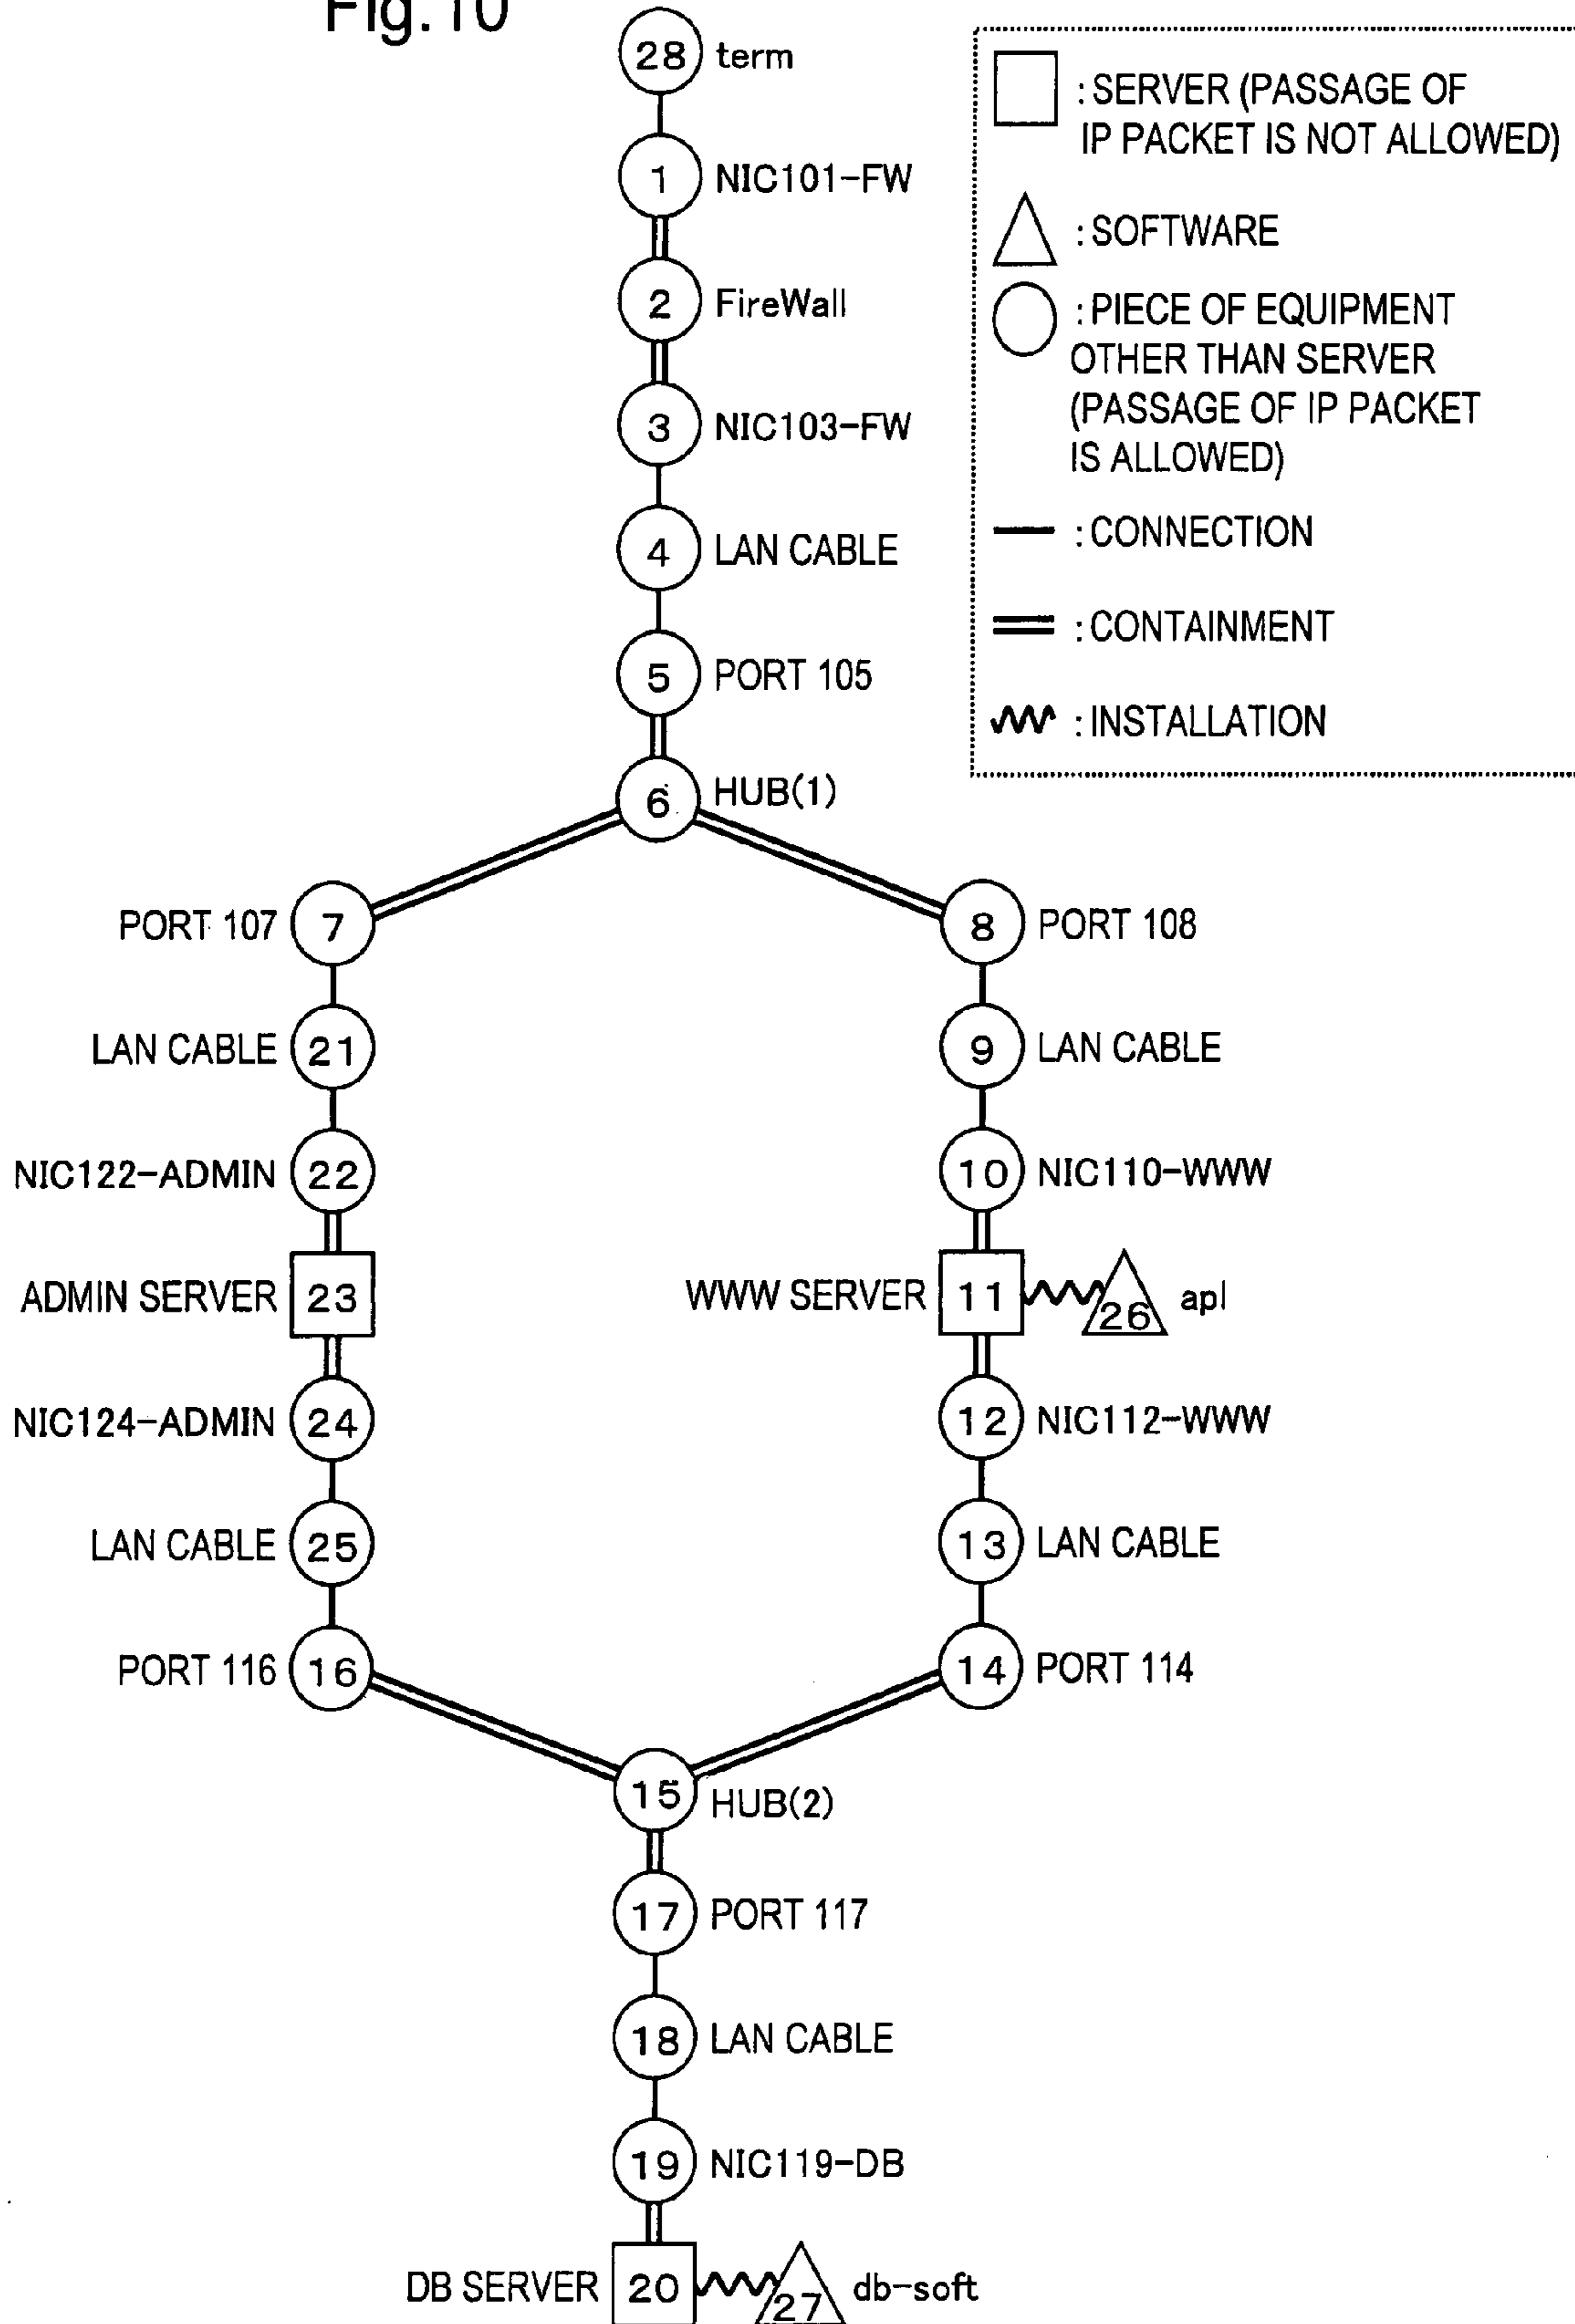 Fig.10
28 term
1 NIC101-FW
2 FireWall
3 NIC103-FW
4 LAN CABLE
5 PORT 105
6 HUB(1)
: SERVER (PASSAGE OF
IP PACKET IS NOT ALLOWED)
: SOFTWARE
: PIECE OF EQUIPMENT
OTHER THAN SERVER
(PASSAGE OF IP PACKET
IS ALLOWED)
: CONNECTION
: CONTAINMENT
: INSTALLATION
PORT 107 7
8 PORT 108
LAN CABLE 21
9 LAN CABLE
NIC122-ADMIN 22
10 NIC110-WWW
ADMIN SERVER 23
WWW SERVER 11
26 apl
NIC124-ADMIN 24
12 NIC112-WWW
LAN CABLE 25
13 LAN CABLE
PORT 116 16
14 PORT 114
15 HUB(2)
17 PORT 117
18 LAN CABLE
19 NIC119-DB
DB SERVER 20
27 db-soft